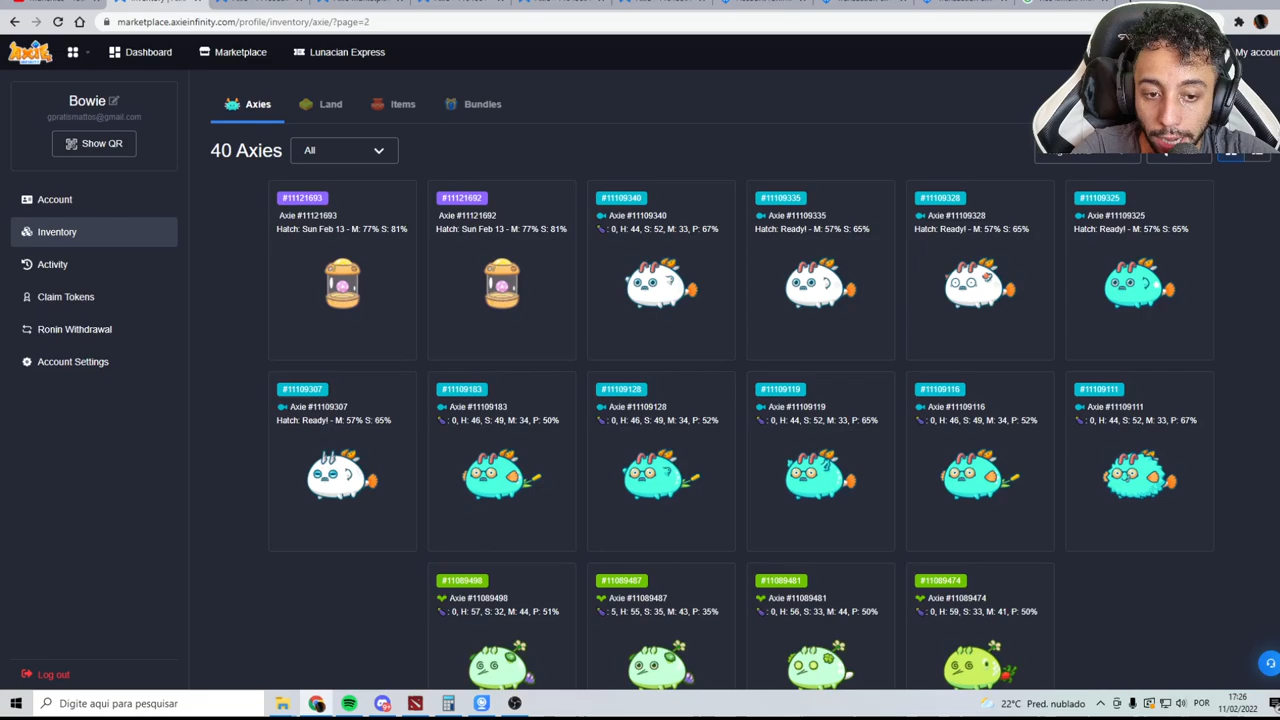 marketplace.axieinfinity.com/profile/inventory/axie/?page=2
Dashboard
Marketplace
Lunacian Express
My accoun
Bowie
gpratismattos@gmail.com
Show QR
Account
Inventory
Activity
Claim Tokens
Ronin Withdrawal
Account Settings
Log out
Axies
Land
Items
Bundles
40 Axies
All
#11121693
Axie #11121693
Hatch: Sun Feb 13 - M: 77% S: 81%
#11121692
Axie #11121692
Hatch: Sun Feb 13 - M: 77% S: 81%
#11109340
Axie #11109340
: 0, H: 44, S: 52, M: 33, P: 67%
#11109335
Axie #11109335
Hatch: Ready! - M: 57% S: 65%
#11109328
Axie #11109328
Hatch: Ready! - M: 57% S: 65%
#11109325
Axie #11109325
Hatch: Ready! - M: 57% S: 65%
#11109307
Axie #11109307
Hatch: Ready! - M: 57% S: 65%
#11109183
Axie #11109183
: 0, H: 46, S: 49, M: 34, P: 50%
#11109128
Axie #11109128
: 0, H: 46, S: 49, M: 34, P: 52%
#11109119
Axie #11109119
: 0, H: 44, S: 52, M: 33, P: 65%
#11109116
Axie #11109116
: 0, H: 46, S: 49, M: 34, P: 52%
#11109111
Axie #11109111
: 0, H: 44, S: 52, M: 33, P: 67%
#11089498
Axie #11089498
: 0, H: 57, S: 32, M: 44, P: 51%
#11089487
Axie #11089487
: 5, H: 55, S: 35, M: 43, P: 35%
#11089481
Axie #11089481
: 0, H: 56, S: 33, M: 44, P: 50%
#11089474
Axie #11089474
: 0, H: 59, S: 33, M: 41, P: 50%
Digite aqui para pesquisar
22°C Pred. nublado
POR
17:26
11/02/2022